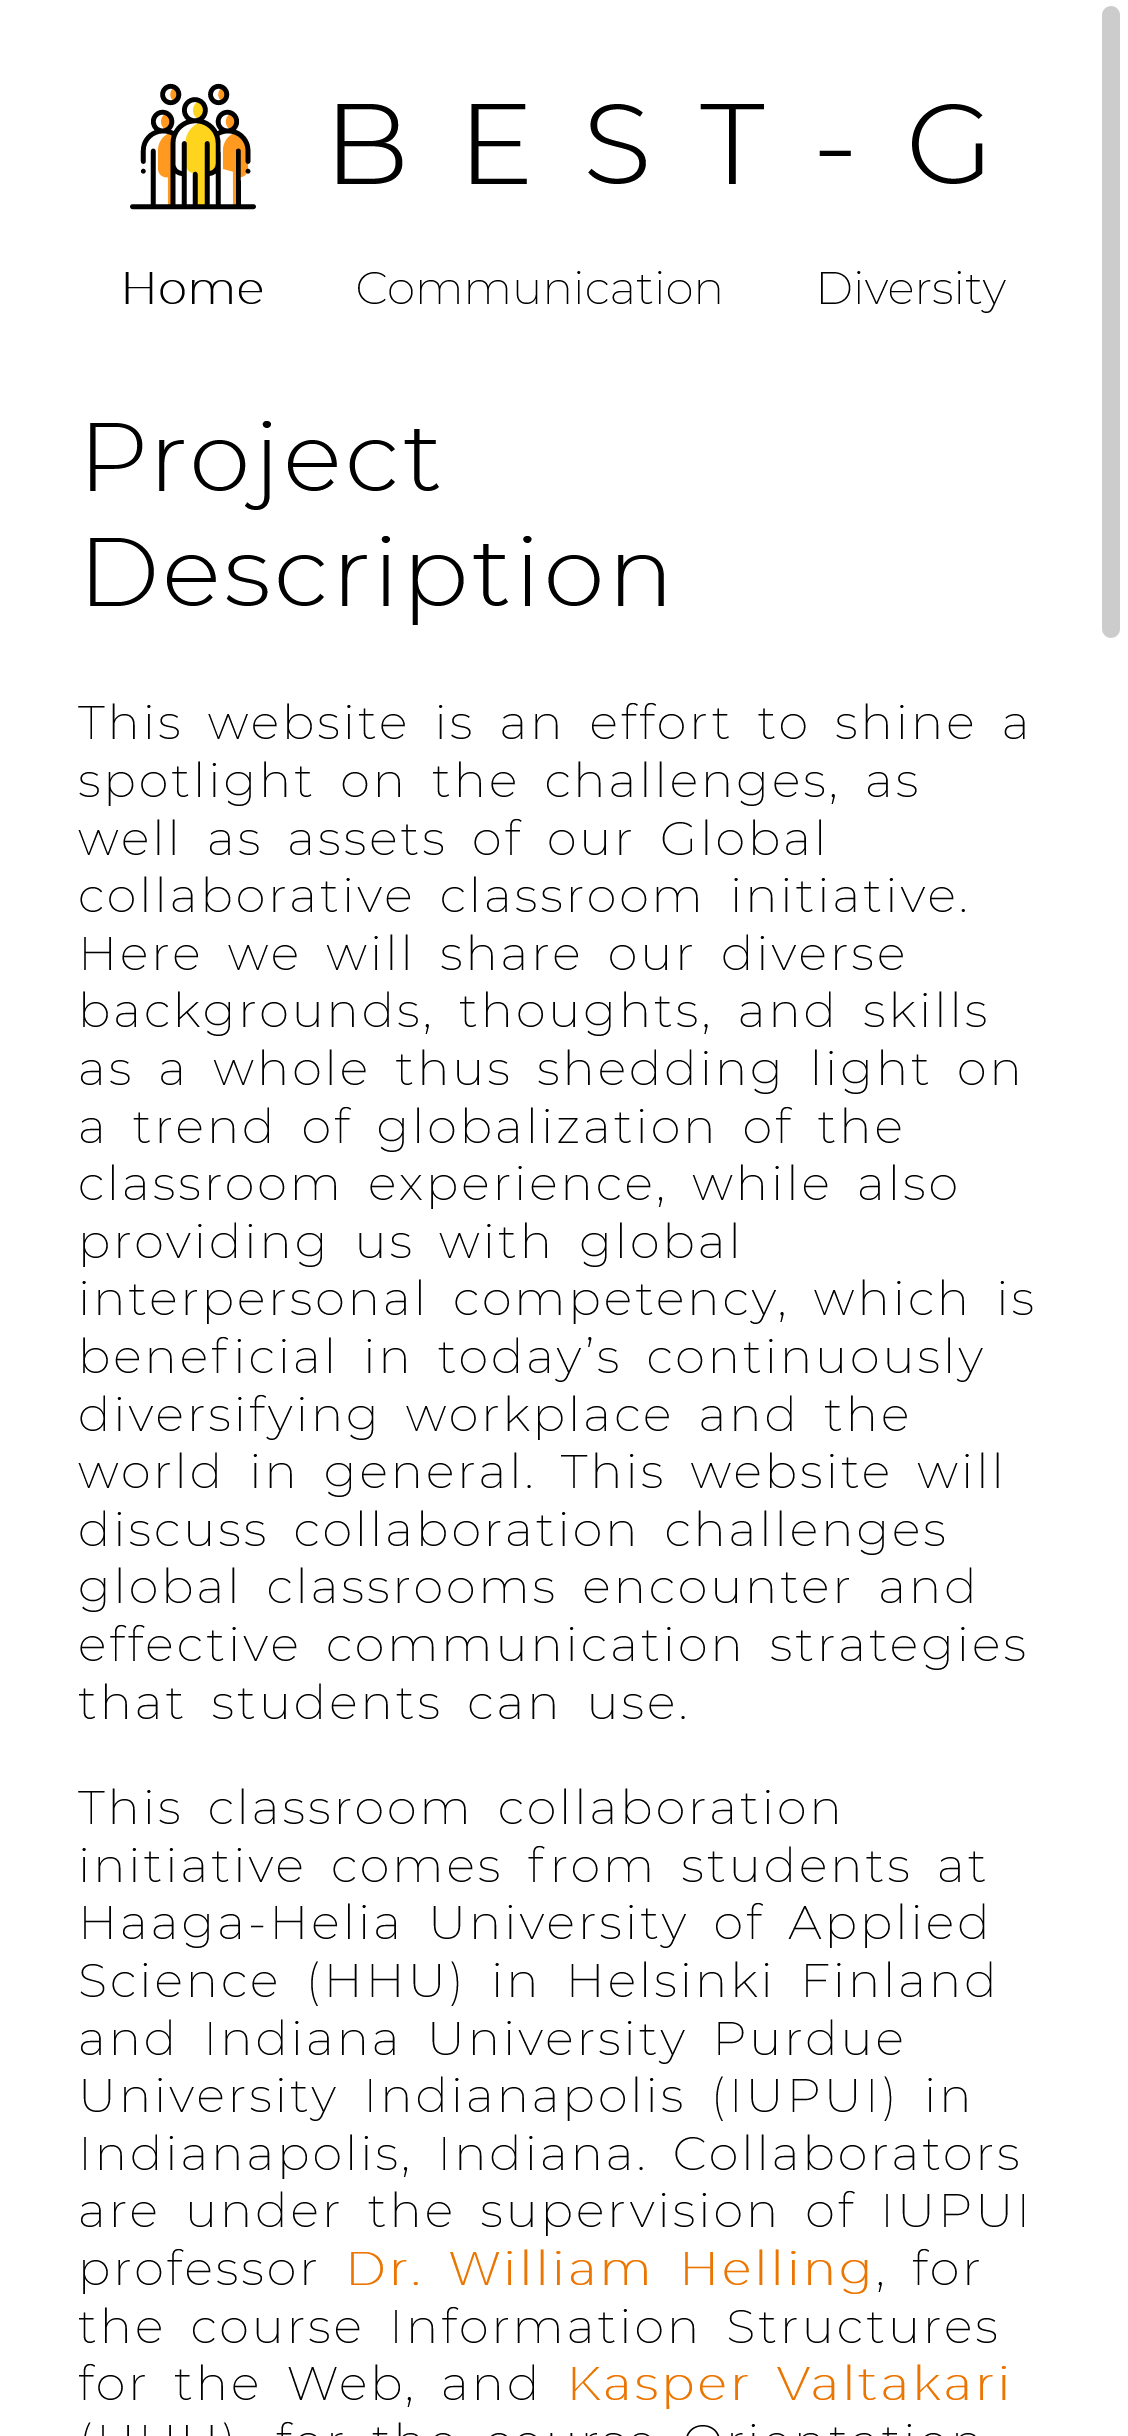 BEST-G
Home Communication Diversity
Project
Description
This website is an effort to shine a
spotlight on the challenges, as
well as assets of our Global
collaborative classroom initiative.
Here we will share our diverse
backgrounds, thoughts, and skills
as a whole thus shedding light on
a trend of globalization of the
classroom experience, while also
providing us with global
interpersonal competency, which is
beneficial in today’s continuously
diversifying workplace and the
world in general. This website will
discuss collaboration challenges
global classrooms encounter and
effective communication strategies
that students can use.
This classroom collaboration
initiative comes from students at
Haaga-Helia University of Applied
Science (HHU) in Helsinki Finland
and Indiana University Purdue
University Indianapolis (IUPUI) in
Indianapolis, Indiana. Collaborators
are under the supervision of IUPUI
professor Dr. William Helling, for
the course Information Structures
for the Web, and Kasper Valtakari
(HHU), for the course Orientation